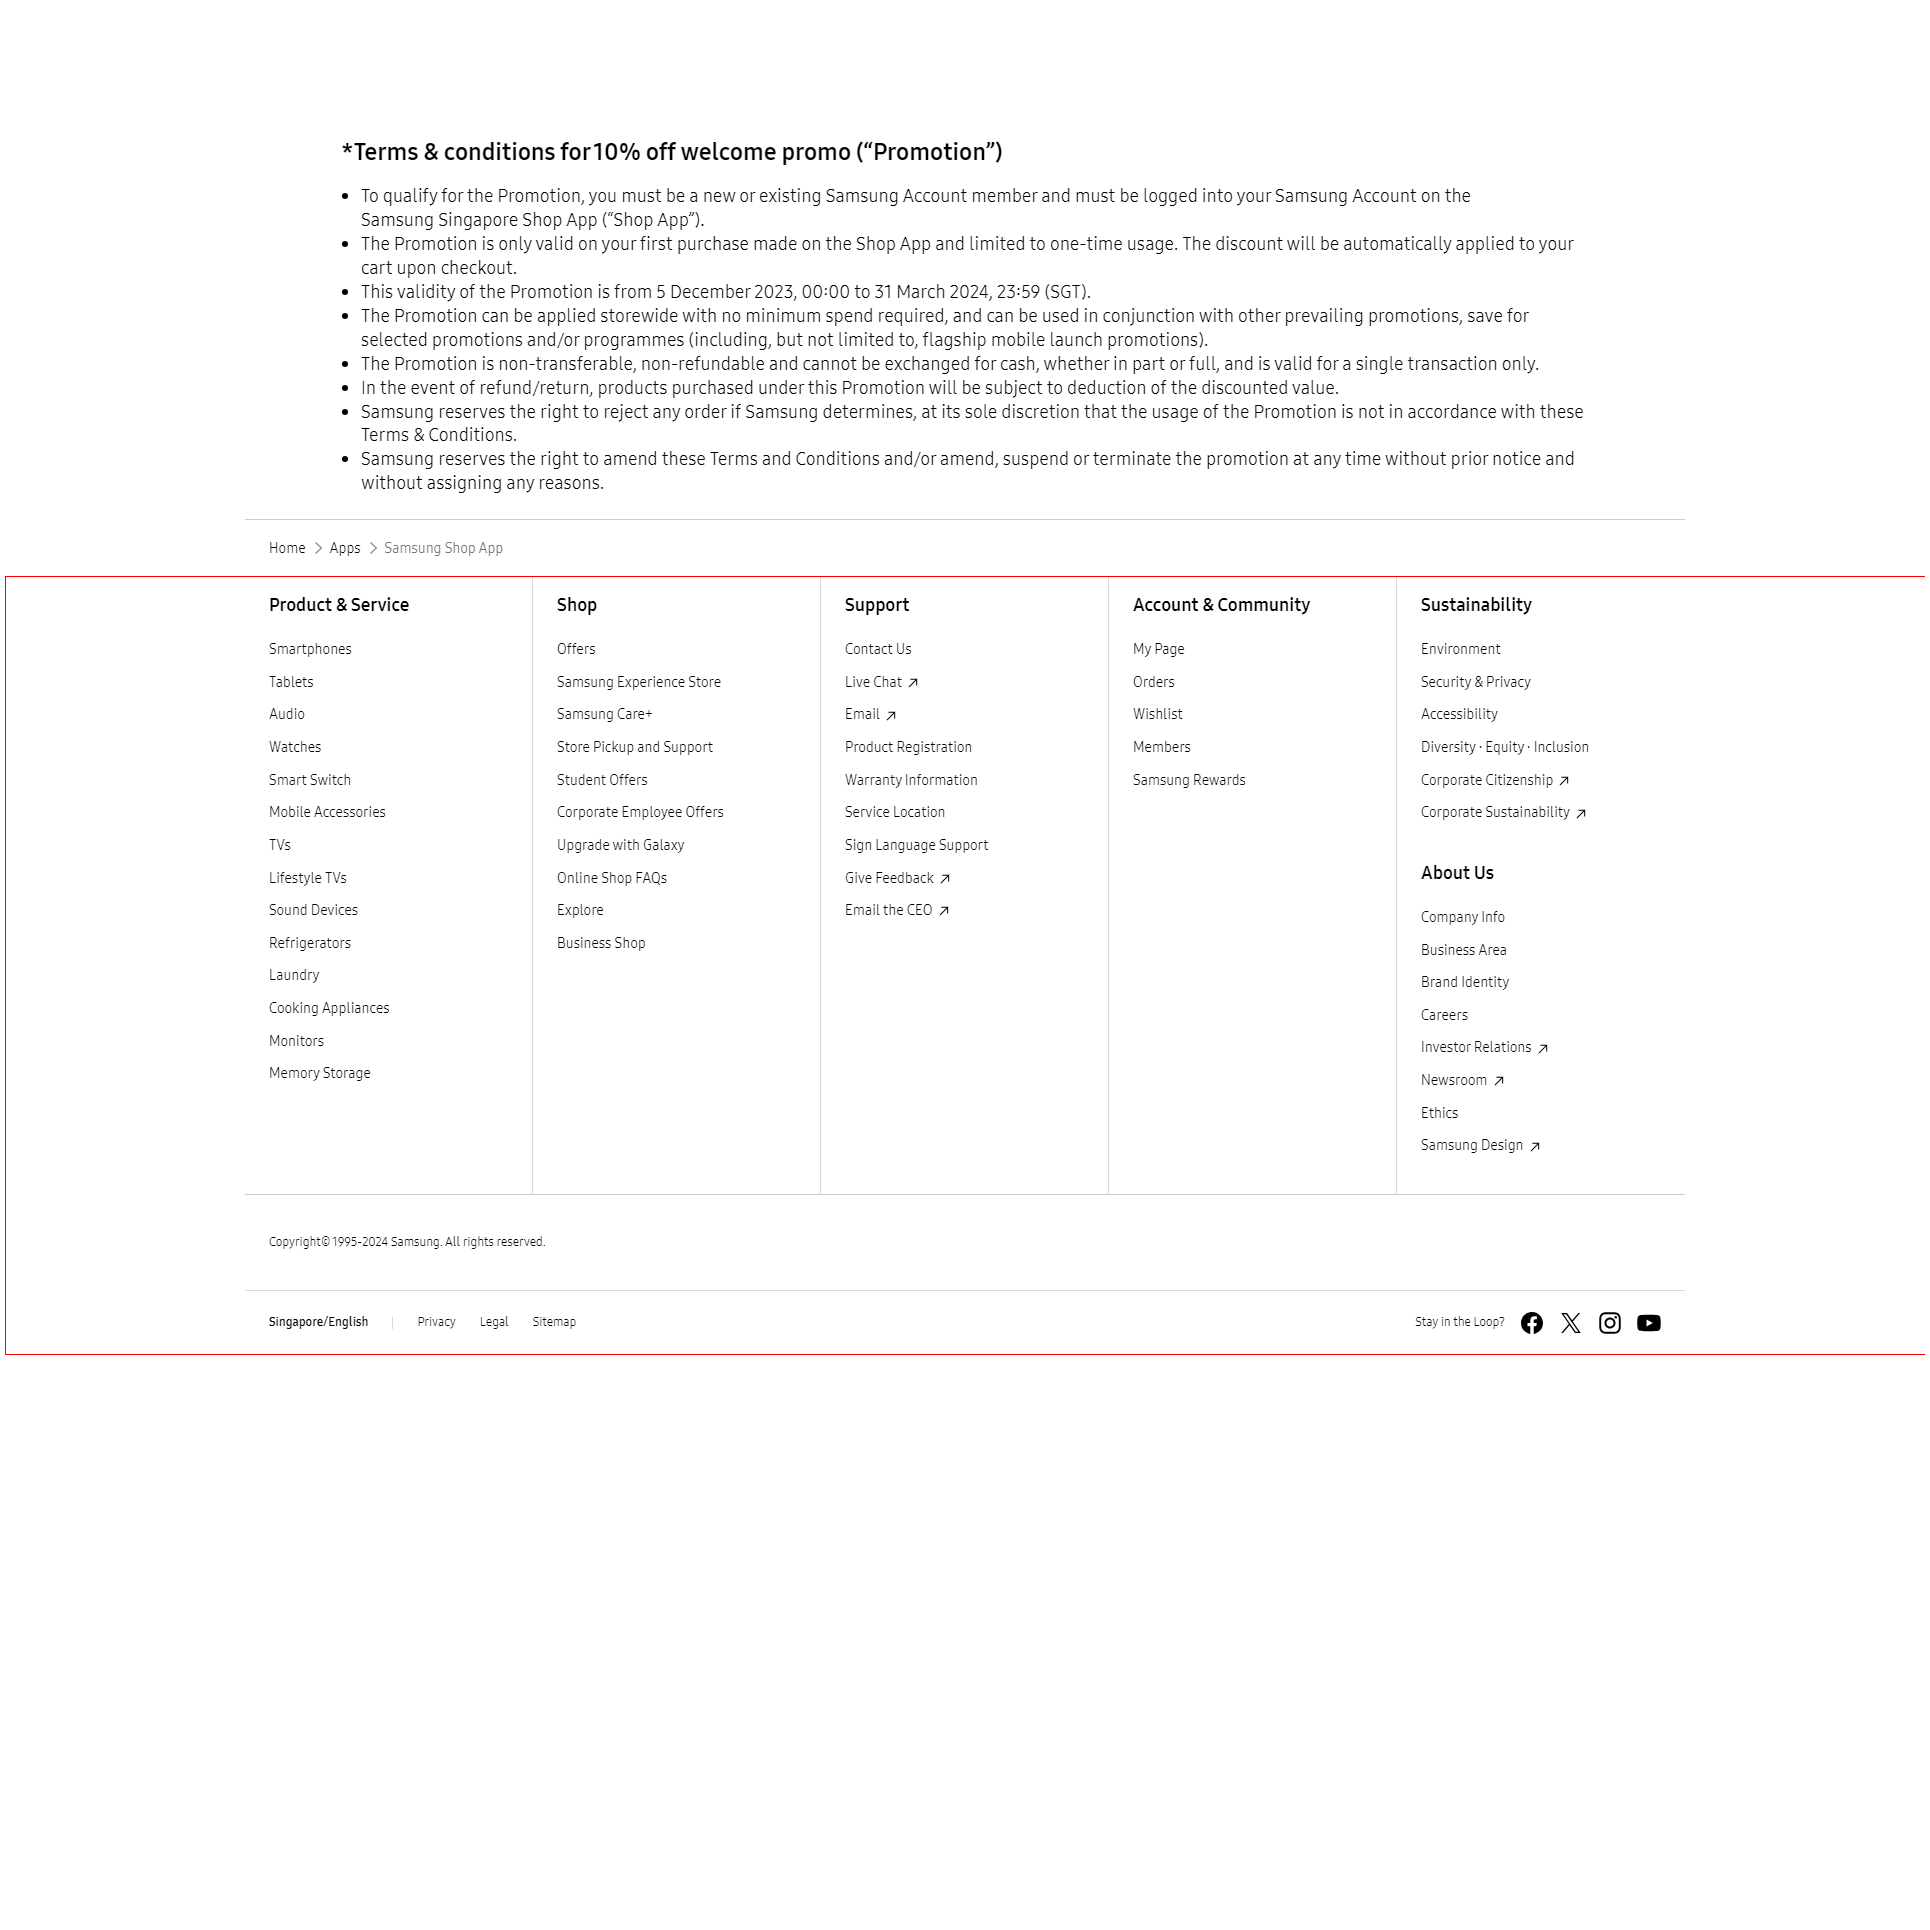 *Terms & conditions for 10% off welcome promo (“Promotion”)
• To qualify for the Promotion, you must be a new or existing Samsung Account member and must be logged into your Samsung Account on the
Samsung Singapore Shop App (“Shop App”).
• The Promotion is only valid on your first purchase made on the Shop App and limited to one-time usage. The discount will be automatically applied to your
cart upon checkout.
• This validity of the Promotion is from 5 December 2023, 00:00 to 31 March 2024, 23:59 (SGT).
• The Promotion can be applied storewide with no minimum spend required, and can be used in conjunction with other prevailing promotions, save for
selected promotions and/or programmes (including, but not limited to, flagship mobile launch promotions).
• The Promotion is non-transferable, non-refundable and cannot be exchanged for cash, whether in part or full, and is valid for a single transaction only.
• In the event of refund/return, products purchased under this Promotion will be subject to deduction of the discounted value.
• Samsung reserves the right to reject any order if Samsung determines, at its sole discretion that the usage of the Promotion is not in accordance with these
Terms & Conditions.
• Samsung reserves the right to amend these Terms and Conditions and/or amend, suspend or terminate the promotion at any time without prior notice and
without assigning any reasons.
Home > Apps > Samsung Shop App
Product & Service
Smartphones
Tablets
Audio
Watches
Smart Switch
Mobile Accessories
TVs
Lifestyle TVs
Sound Devices
Refrigerators
Laundry
Cooking Appliances
Monitors
Memory Storage
Shop
Offers
Samsung Experience Store
Samsung Care+
Store Pickup and Support
Student Offers
Corporate Employee Offers
Upgrade with Galaxy
Online Shop FAQs
Explore
Business Shop
Support
Contact Us
Live Chat
Email
Product Registration
Warranty Information
Service Location
Sign Language Support
Give Feedback
Email the CEO
Account & Community
My Page
Orders
Wishlist
Members
Samsung Rewards
Sustainability
Environment
Security & Privacy
Accessibility
Diversity · Equity · Inclusion
Corporate Citizenship
Corporate Sustainability
About Us
Company Info
Business Area
Brand Identity
Careers
Investor Relations
Newsroom
Ethics
Samsung Design
Copyright© 1995-2024 Samsung. All rights reserved.
Singapore/English | Privacy Legal Sitemap
Stay in the Loop?